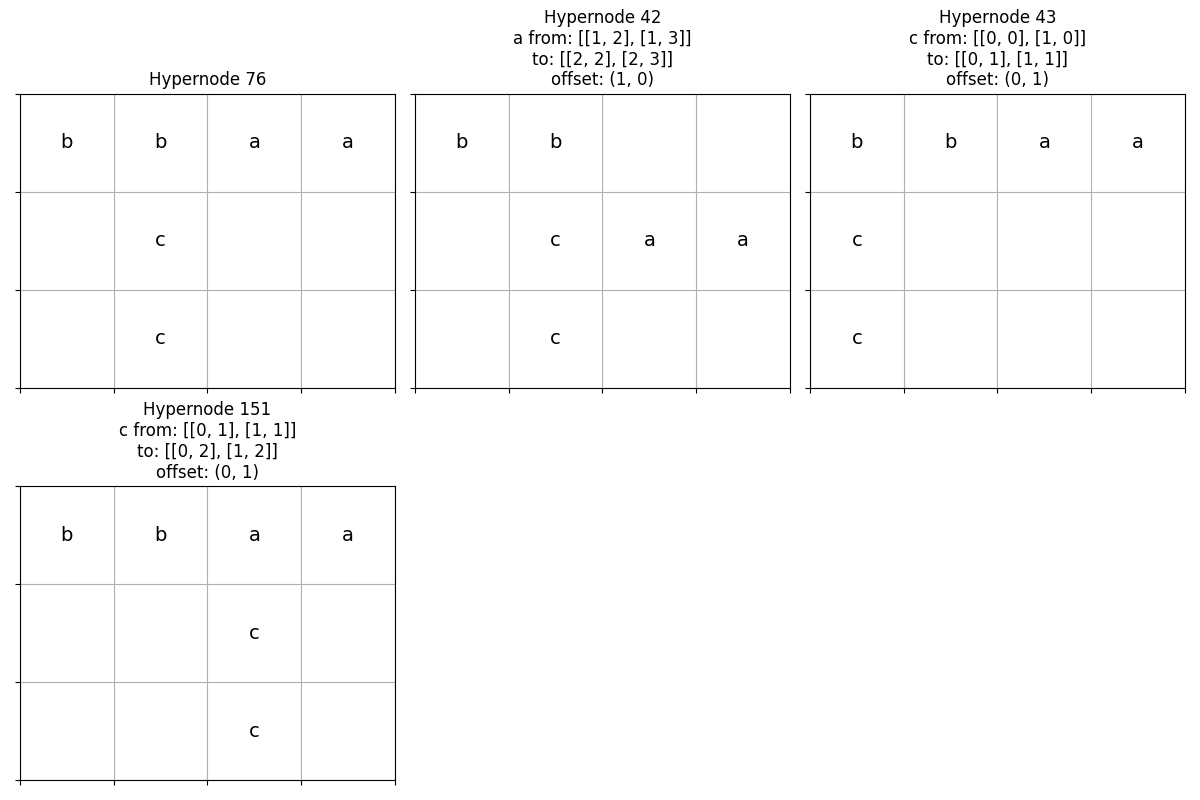 Hypernode 76
b b a a
c
c
Hypernode 42
a from: [[1, 2], [1, 3]]
to: [[2, 2], [2, 3]]
offset: (1, 0)
b b
c a a
c
Hypernode 43
c from: [[0, 0], [1, 0]]
to: [[0, 1], [1, 1]]
offset: (0, 1)
b b a a
c
c
Hypernode 151
c from: [[0, 1], [1, 1]]
to: [[0, 2], [1, 2]]
offset: (0, 1)
b b a a
c
c